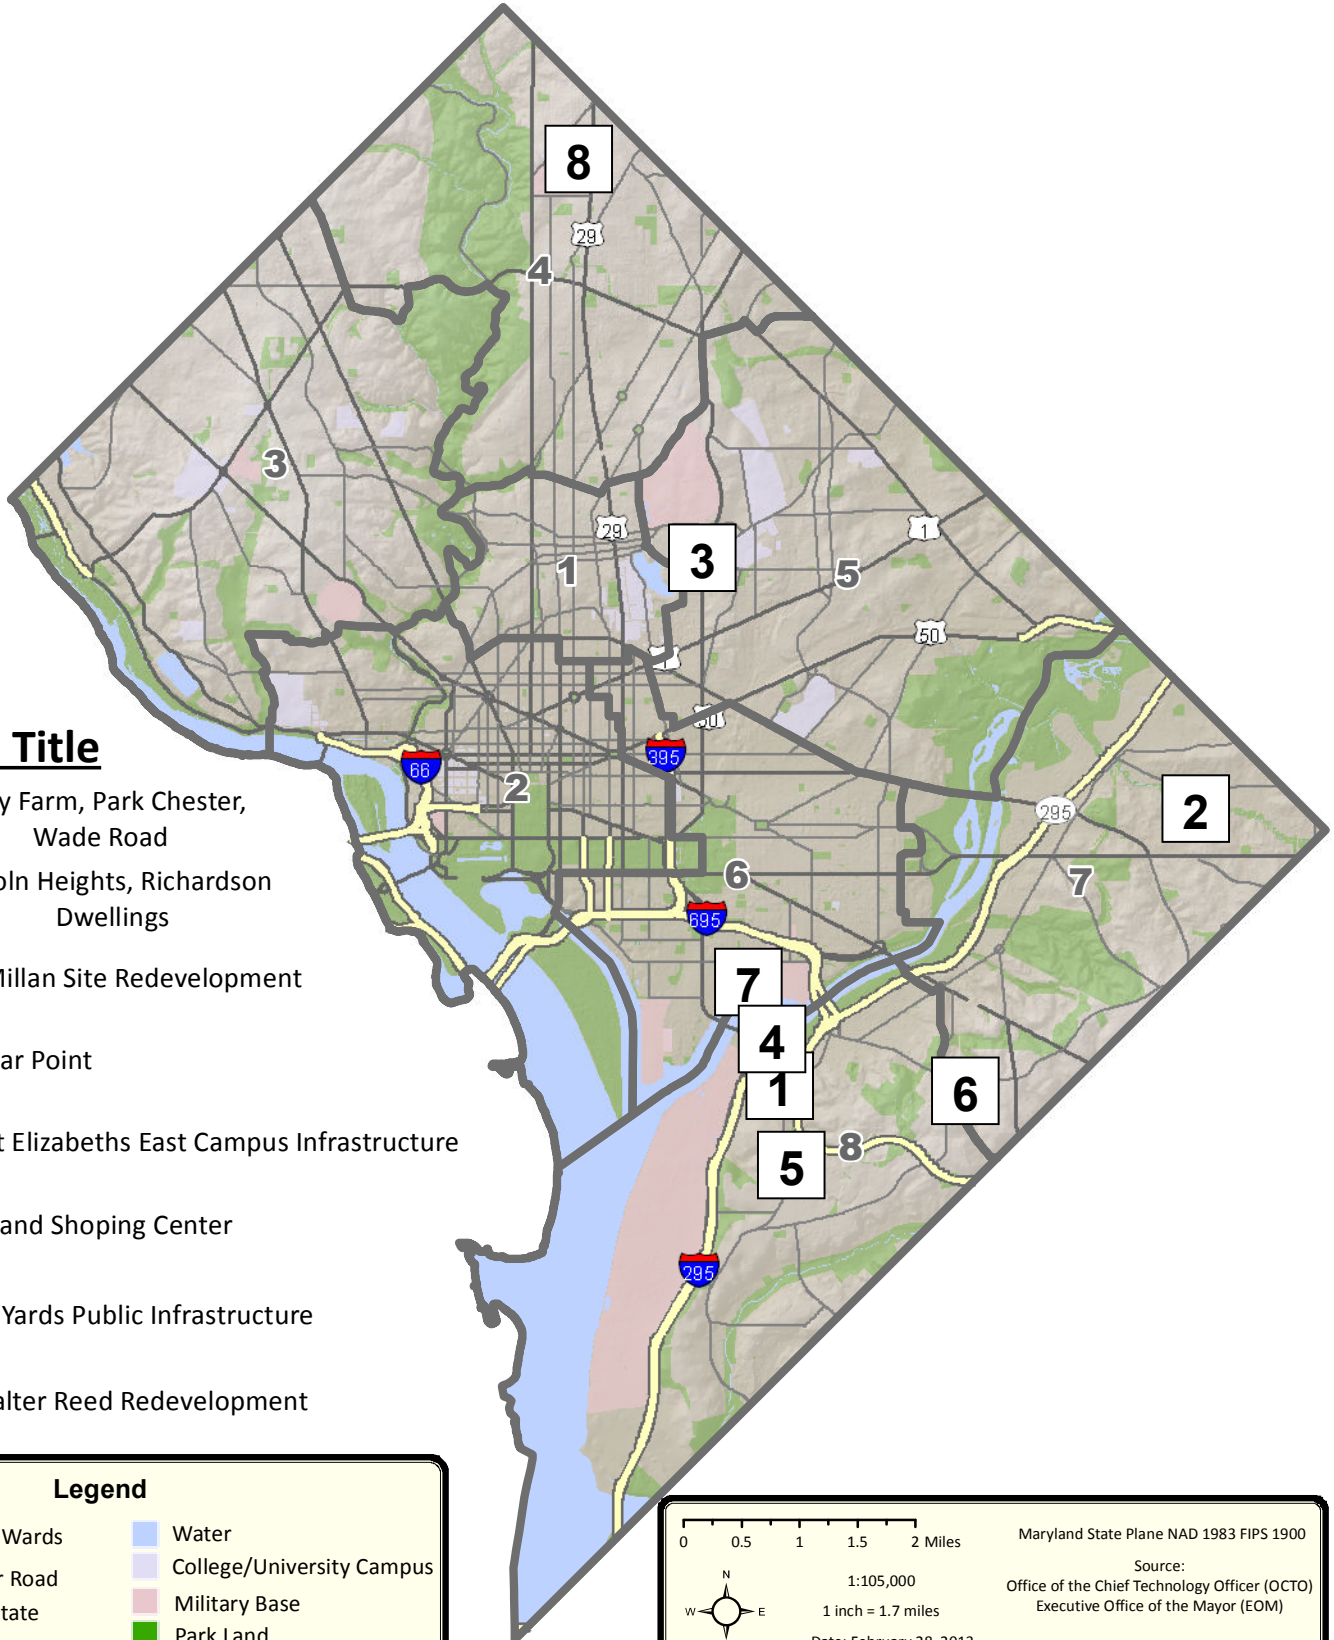 8
29
4
3
29
3
1
1
5
50
1
50
Title
395
66
2
295
2
y Farm, Park Chester,
Wade Road
oln Heights, Richardson
Dwellings
6
7
695
Millan Site Redevelopment
7
4
ar Point
1
6
t Elizabeths East Campus Infrastructure
8
5
and Shoping Center
295
Yards Public Infrastructure
alter Reed Redevelopment
Legend
Wards
Water
College/University Campus
r Road
Military Base
tate
Park Land
0 0.5 1 1.5 2 Miles
Maryland State Plane NAD 1983 FIPS 1900
Source:
Office of the Chief Technology Officer (OCTO)
Executive Office of the Mayor (EOM)
N
W E
1:105,000
1 inch = 1.7 miles
Date: February 28, 2013